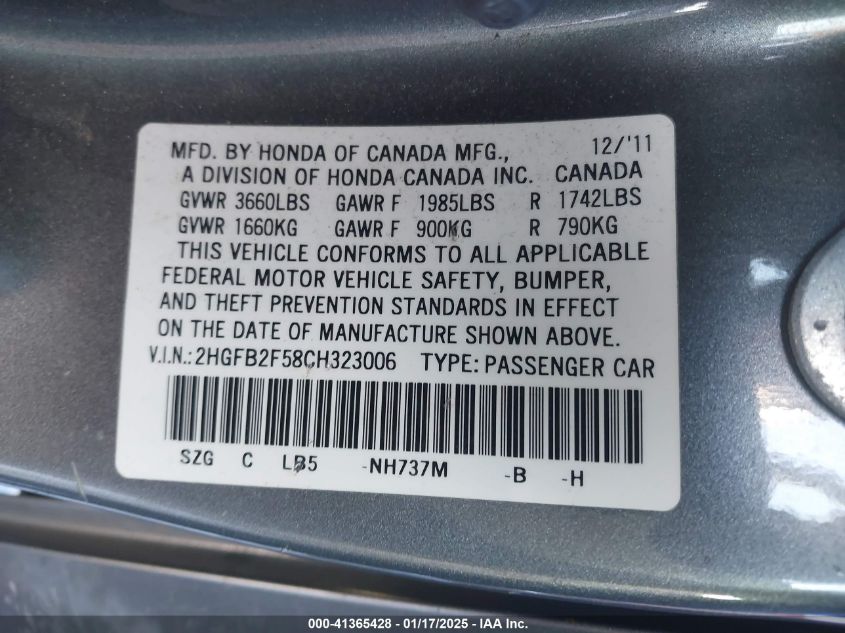 MFD. BY HONDA OF CANADA MFG., 12/'11
A DIVISION OF HONDA CANADA INC. CANADA
GVWR 3660LBS GAWR F 1985LBS R 1742LBS
GVWR 1660KG GAWR F 900KG R 790KG
THIS VEHICLE CONFORMS TO ALL APPLICABLE
FEDERAL MOTOR VEHICLE SAFETY, BUMPER,
AND THEFT PREVENTION STANDARDS IN EFFECT
ON THE DATE OF MANUFACTURE SHOWN ABOVE.
V.I.N.:2HGFB2F58CH323006 TYPE:PASSENGER CAR
SZG C LB5 -NH737M -B -H
000-41365428 - 01/17/2025 - IAA Inc.